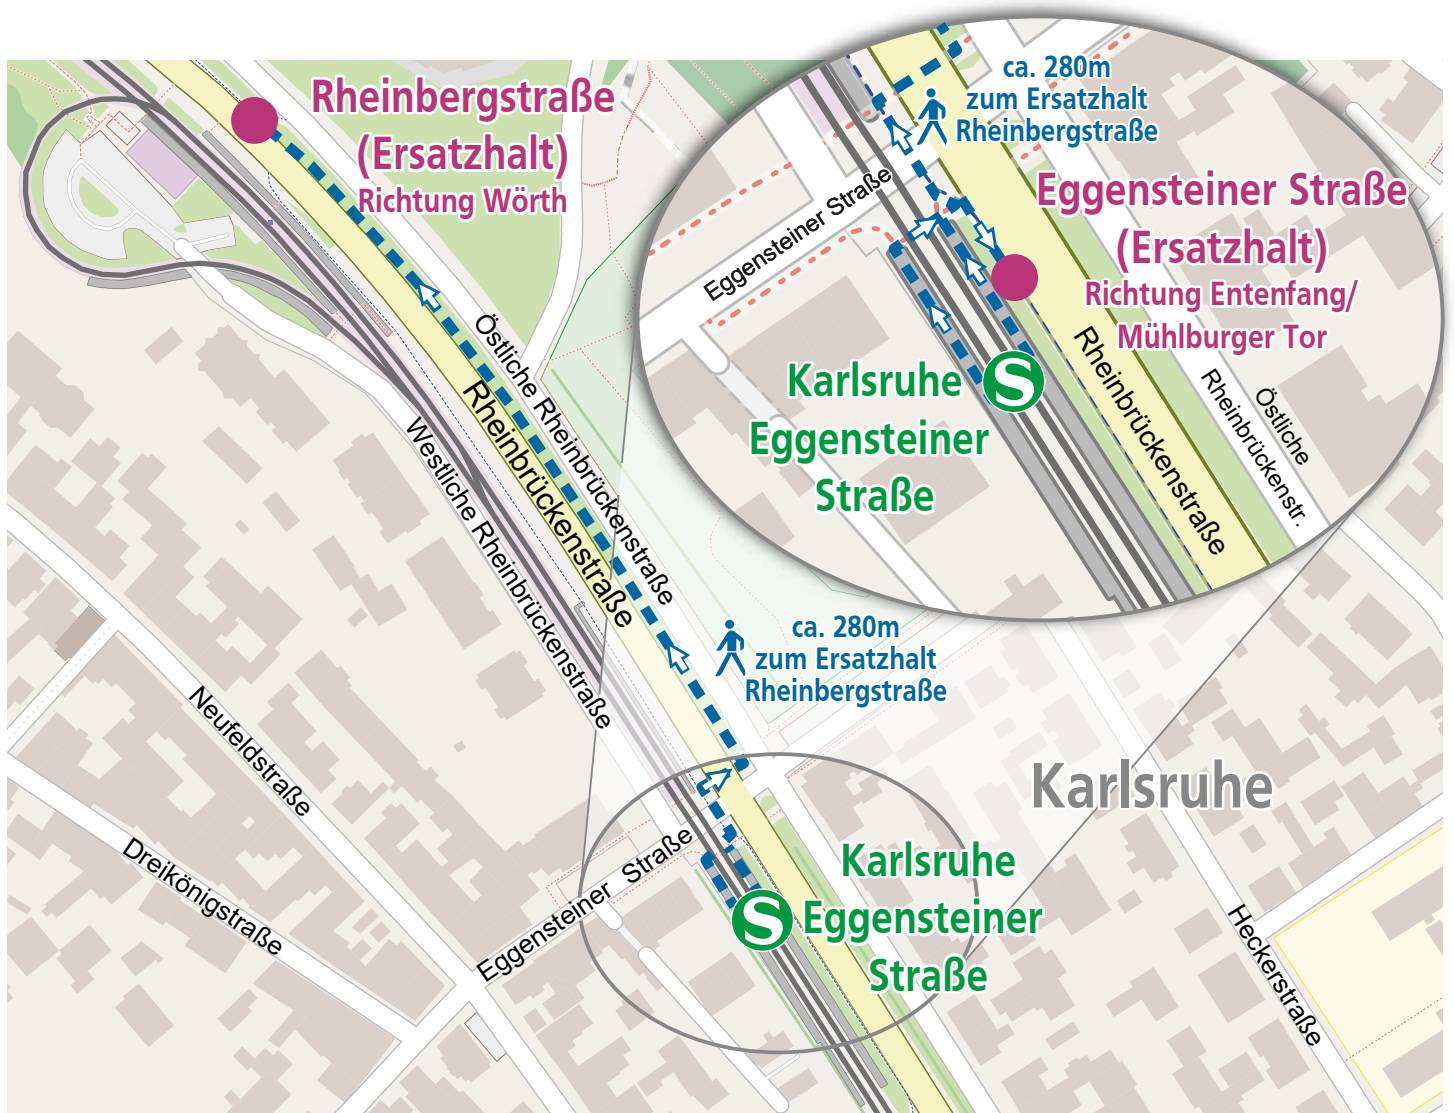 Rheinbergstraße
(Ersatzhalt)
Richtung Wörth
ca. 280m
zum Ersatzhalt
Rheinbergstraße
Eggensteiner Straße
Eggensteiner Straße
(Ersatzhalt)
Richtung Entenfang/
Mühlburger Tor
Karlsruhe
Eggensteiner
Straße
S
Rheinbrückenstraße
Östliche
Rheinbrückenstr.
Östliche Rheinbrückenstraße
Rheinbrückenstraße
Westliche Rheinbrückenstraße
ca. 280m
zum Ersatzhalt
Rheinbergstraße
Neufeldstraße
Dreikönigstraße
Karlsruhe
Eggensteiner Straße
S
Karlsruhe
Eggensteiner
Straße
Heckerstraße